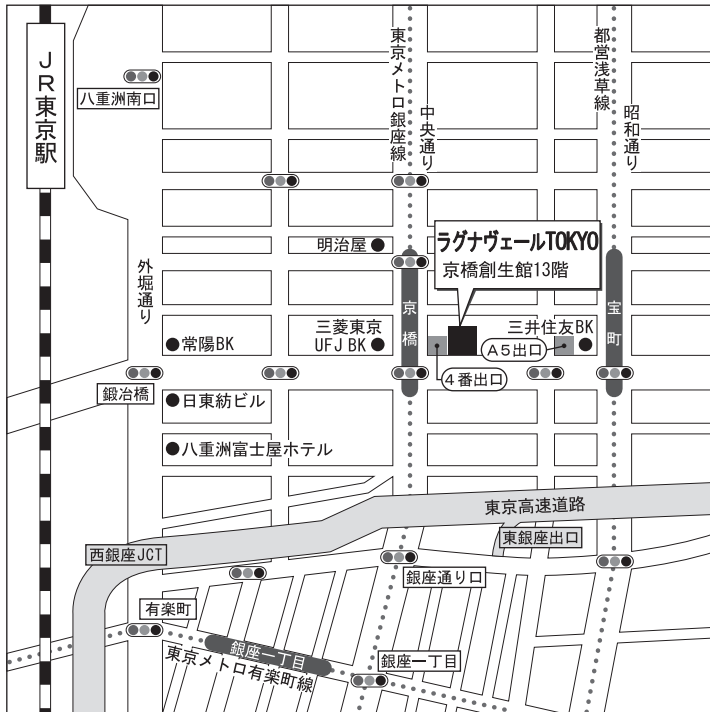 JR東京駅
八重洲南口
東京メトロ銀座線
中央通り
都営浅草線
昭和通り
明治屋
ラグナヴェールTOKYO
京橋創生館13階
外堀通り
京橋
宝町
常陽BK
三菱東京
UFJ BK
三井住友BK
A5出口
4番出口
鍛冶橋
日東紡ビル
八重洲富士屋ホテル
東京高速道路
東銀座出口
西銀座JCT
銀座通り口
有楽町
銀座一丁目
東京メトロ有楽町線
銀座一丁目